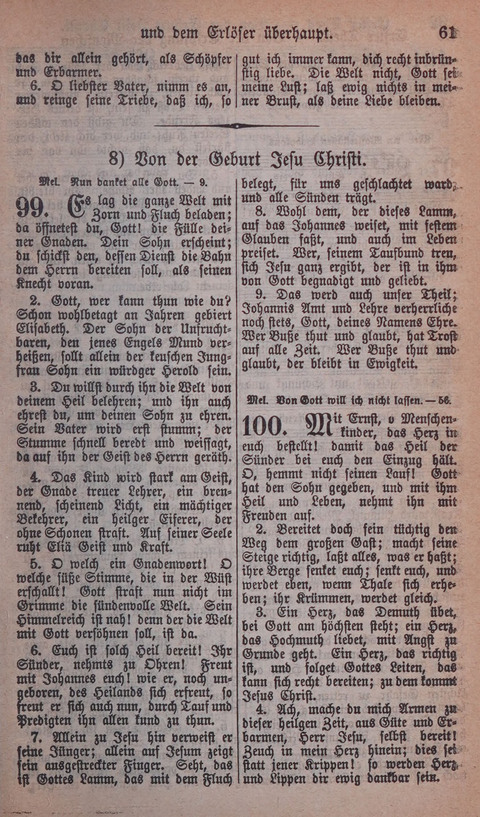 und dem Erlöser überhaupt. 61
das dir allein gehört, als Schöpfer
und Erbarmer.
6. O liebster Vater, nimm es an,
und reinge seine Triebe, daß ich, so
gut ich immer kann, dich recht inbrün-
stig liebe. Die Welt nicht, Gott sei
meine Lust; laß ewig nichts in mei-
ner Brust, als deine Liebe bleiben.
8) Von der Geburt Jesu Christi.
Mel. Nun danket alle Gott. — 9.
99. Es lag die ganze Welt mit
Zorn und Fluch beladen;
da öffnetest du, Gott! die Fülle dei-
ner Gnaden. Dein Sohn erscheint;
du schickst den, dessen Dienst die Bahn
dem Herrn bereiten soll, als seinen
Knecht voran.
2. Gott, wer kann thun wie du?
Schon wohlbetagt an Jahren gebiert
Elisabeth. Der Sohn der Unfrucht-
baren, den jenes Engels Mund ver-
heißen, sollt allein der keuschen Jung-
frau Sohn ein würdger Herold sein.
3. Du willst durch ihn die Welt von
deinem Heil belehren; und ihn auch
ehrest du, um deinen Sohn zu ehren.
Sein Vater wird erst stumm; der
Stumme schnell beredt und weissagt,
da auf ihn der Geist des Herrn geräth.
4. Das Kind wird stark am Geist,
der Gnade treuer Lehrer, ein bren-
nend, scheinend Licht, ein mächtiger
Bekehrer, ein heilger Eiferer, der
ohne Schonen straft. Auf seiner Seele
ruht Eliä Geist und Kraft.
5. O welch ein Gnadenwort! O
welche süße Stimme, die in der Wüst
erschallt! Gott straf nun nicht im
Grimme die sündenvolle Welt. Sein
Himmelreich ist nah! denn der die Welt
mit Gott versöhnen soll, ist da.
6. Euch ist solch Heil bereit! Ihr
Sünder, nehmts zu Ohren! Freut
mit Johannes euch! wie er, noch un-
geboren, des Heilands sich erfreut, so
freut er sich auch nun, durch Tauf und
Predigten ihn allen kund zu thun.
7. Allein zu Jesu hin verweist er
seine Jünger; allein auf Jesum zeigt
sein ausgestreckter Finger. Seht, das
ist Gottes Lamm, das mit dem Fluch
belegt, für uns geschlachtet ward
und alle Sünden trägt.
8. Wohl dem, der dieses Lamm,
auf das Johannes weiset, mit festem
Glauben faßt, und auch im Leben
preiset. Wer, seinem Taufbund treu,
sich Jesu ganz ergibt, der ist in ihm
von Gott begnadigt und geliebt.
9. Das werd auch unser Theil;
Johannis Amt und Lehre verherrliche
noch stets, Gott, deines Namens Ehre.
Wer Buße thut und glaubt, hat Trost
auf alle Zeit. Wer Buße thut und
glaubt, der bleibt in Ewigkeit.
Mel. Von Gott will ich nicht lassen. — 56.
100. Mit Ernst, o Menschen-
kinder, das Herz in
euch bestellt! damit das Heil der
Sünder bei euch den Einzug hält.
O, hemmt nicht seinen Lauf! Gott
hat den Sohn gegeben, und mit ihm
Heil und Leben, nehmt ihn mit
Freuden auf.
2. Bereitet doch sein tüchtig den
Weg dem großen Gast; macht seine
Steige richtig, laßt alles, was er haßt;
ihr Berge senket euch; senkt euch, und
werdet eben, wenn Thale sich erhe-
ben; ihr Krümmen, werdet gleich.
3. Ein Herz, das Demuth übet,
bei Gott am höchsten steht; ein Herz,
das Hochmuth liebet, mit Angst zu
Grunde geht. Ein Herz, das richtig
ist, und folget Gottes Leiten, das
kann sich recht bereiten; zu dem kommt
Jesus Christ.
4. Ach, mache du mich Armen zu
dieser heilgen Zeit, aus Güte und Er-
barmen, Herr Jesu, selbst bereit!
Zeuch in mein Herz hinein; dies sei
statt jener Krippen! so werden Herz
und Lippen dir ewig dankbar sein.